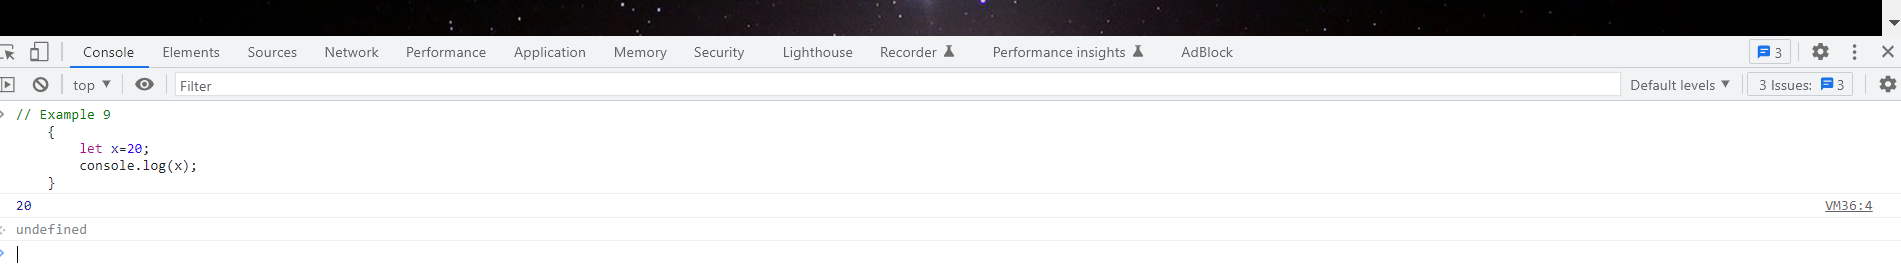 Console Elements Sources Network Performance Application Memory Security Lighthouse Recorder Performance insights AdBlock 3
top Filter Default levels 3 Issues: 3
// Example 9
{
let x=20;
console.log(x);
}
20 VM36:4
undefined